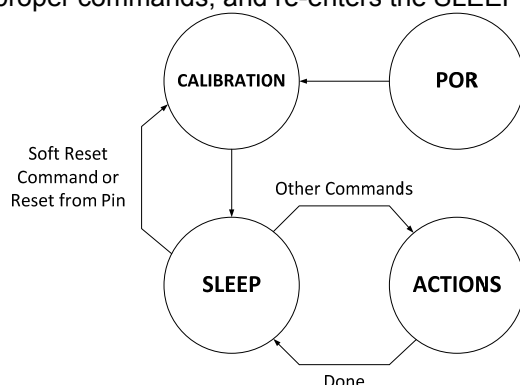 proper commands, and re-enters the SLEEP
CALIBRATION
POR
Soft Reset
Command or
Reset from Pin
Other Commands
SLEEP
ACTIONS
Done